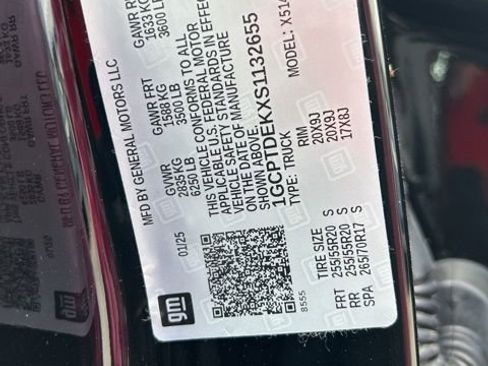 MFD BY GENERAL MOTORS LLC
01/25
GVWR GAWR FRT GAWR RR
2835 KG 1588 KG 1633 KG
6250 LB 3500 LB 3600 LB
THIS VEHICLE CONFORMS TO ALL
APPLICABLE U.S. FEDERAL MOTOR
VEHICLE SAFETY STANDARDS IN EFFECT
ON THE DATE OF MANUFACTURE
SHOWN ABOVE.
1GCPTDEKXS1132655
TYPE: TRUCK MODEL:
gm
8555
TIRE SIZE RIM
FRT 255/55R20 S 20X9J
RR 255/55R20 S 20X9J
SPA 265/70R17 S 17X8J